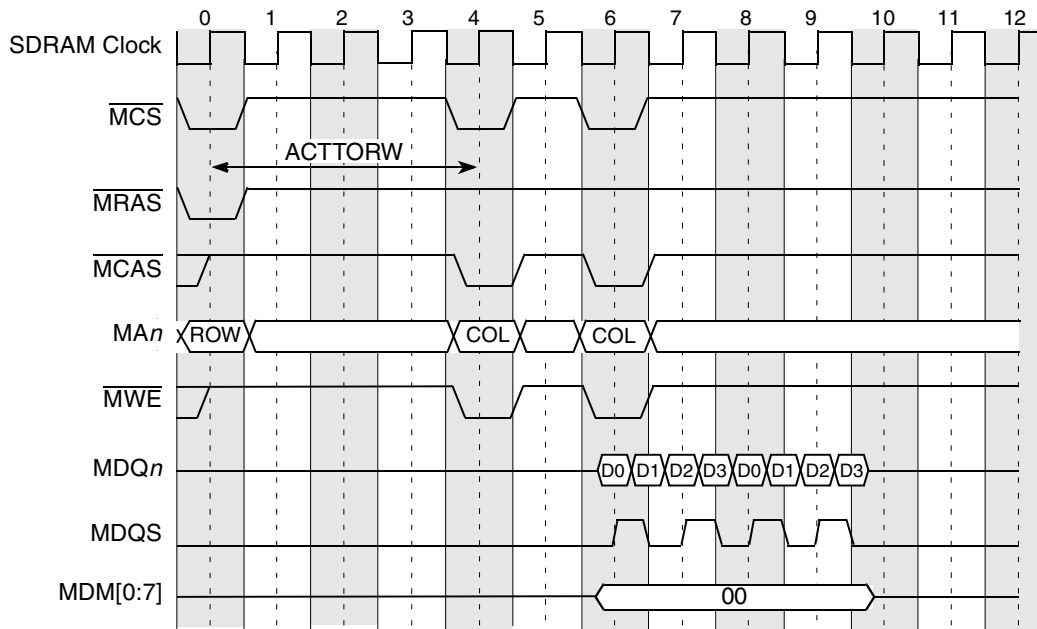 0 1 2 3 4 5 6 7 8 9 10 11 12
SDRAM Clock
MCS
ACTTORW
MRAS
MCAS
MAn ROW COL COL
MWE
MDQn D0 D1 D2 D3 D0 D1 D2 D3
MDQS
MDM[0:7] 00